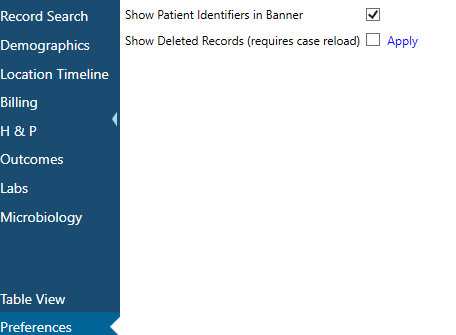 Record Search
Demographics
Location Timeline
Billing
H & P
Outcomes
Labs
Microbiology
Table View
Preferences
Show Patient Identifiers in Banner
Show Deleted Records (requires case reload) Apply